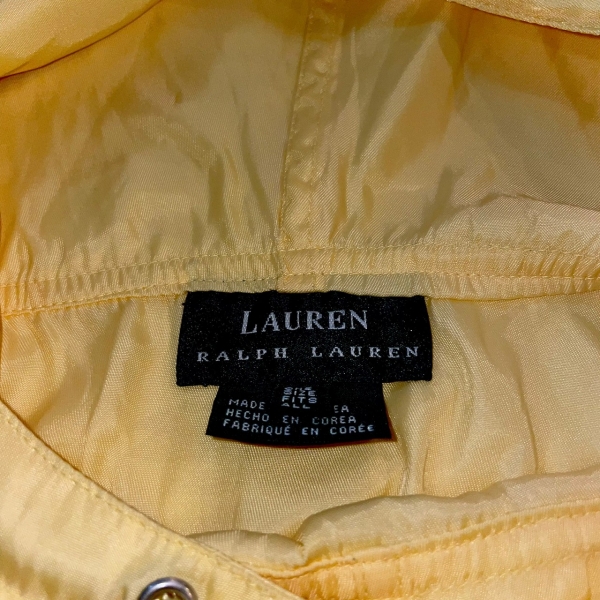 LAUREN
RALPH LAUREN
SIZE
FITS
ALL
MADE
HECHO EN COREA
FABRIQUÉ EN CORÉE